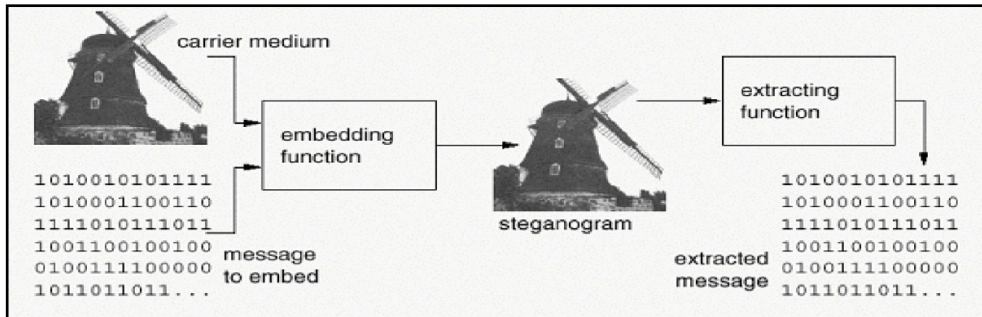 carrier medium
embedding
function
1010010101111
1010001100110
1111010111011
1001100100100
0100111100000
1011011011...
message
to embed
steganogram
extracting
function
1010010101111
1010001100110
1111010111011
1001100100100
0100111100000
1011011011...
extracted
message